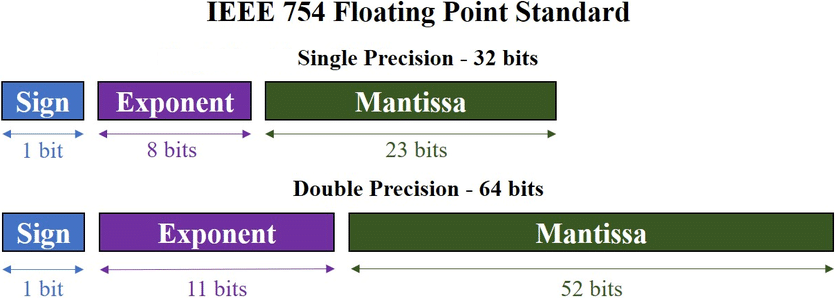 IEEE 754 Floating Point Standard
Single Precision - 32 bits
Sign Exponent Mantissa
1 bit 8 bits 23 bits
Double Precision - 64 bits
Sign Exponent Mantissa
1 bit 11 bits 52 bits